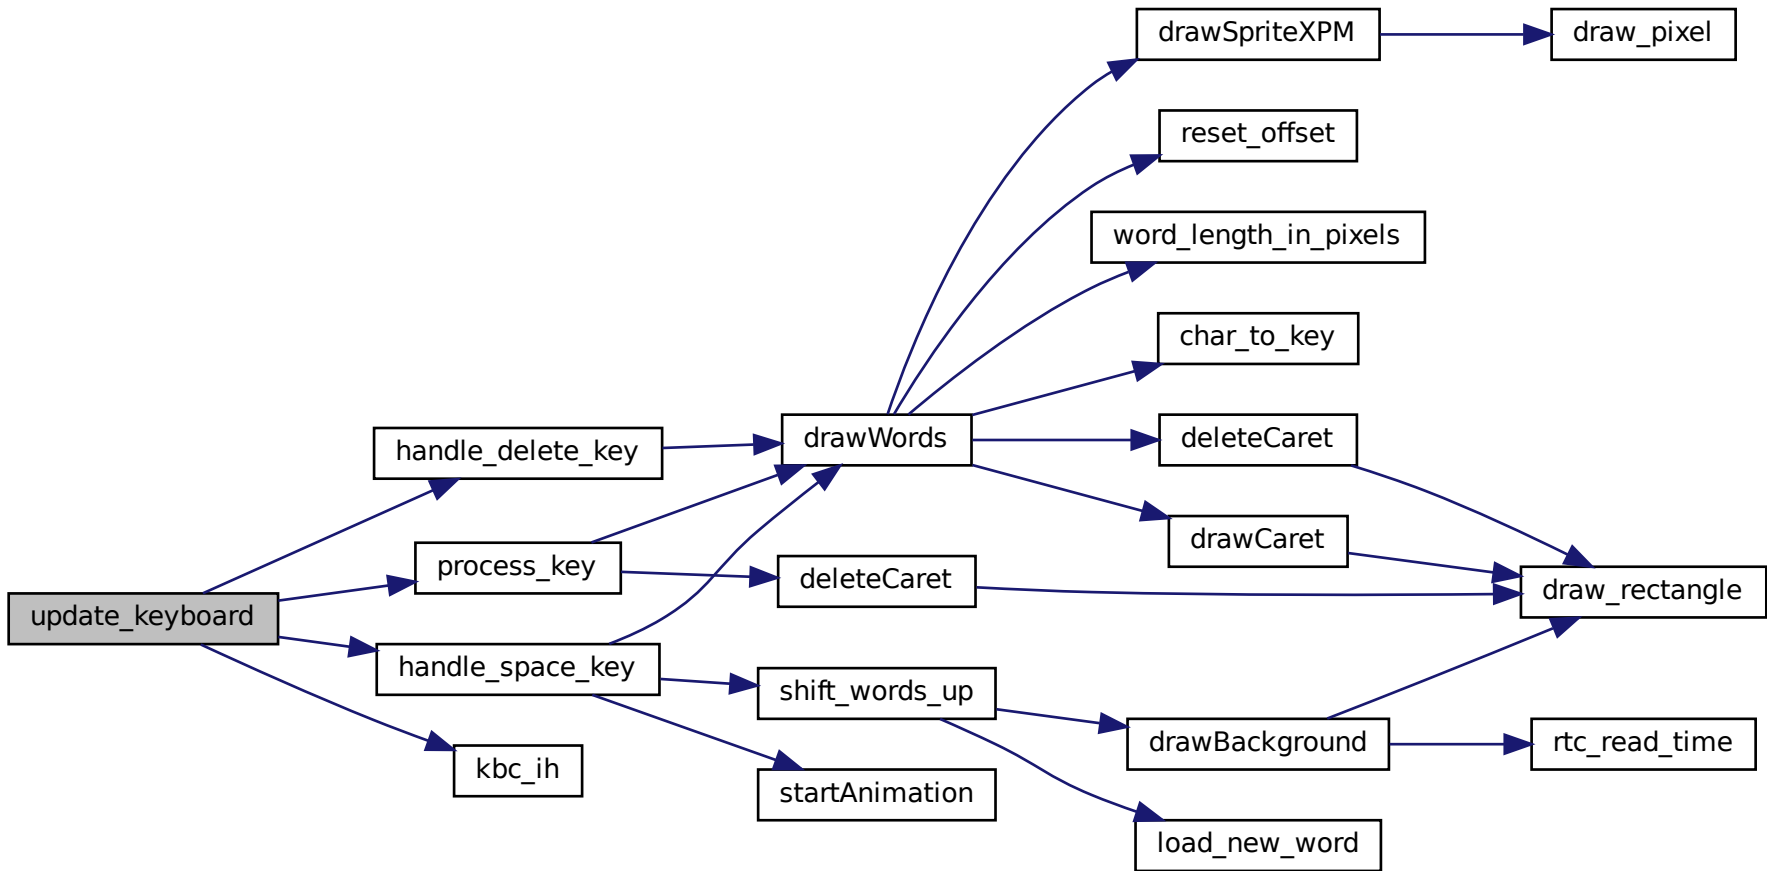 drawSpriteXPM
draw_pixel
reset_offset
word_length_in_pixels
char_to_key
handle_delete_key
drawWords
deleteCaret
drawCaret
process_key
deleteCaret
draw_rectangle
update_keyboard
handle_space_key
shift_words_up
drawBackground
rtc_read_time
kbc_ih
startAnimation
load_new_word